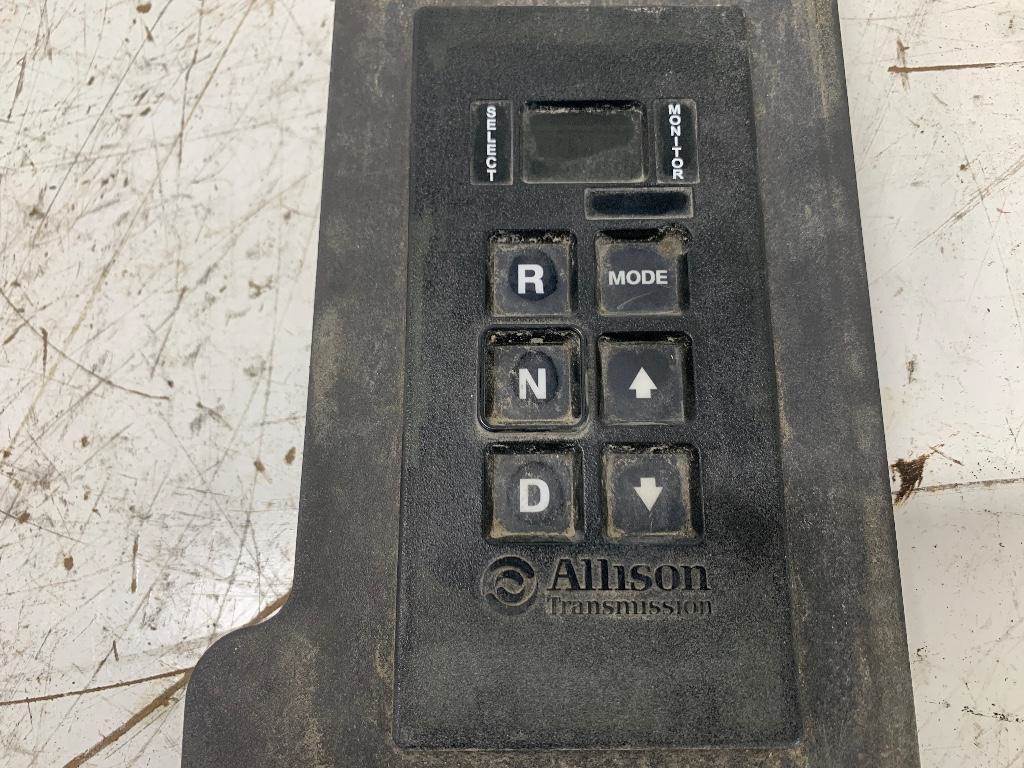 SELECT
MONITOR
R
MODE
N
D
Allison
Transmission